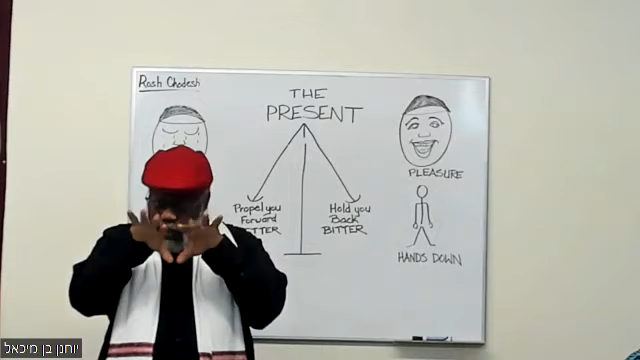 Rosh Chodesh
THE
PRESENT
PLEASURE
Propel you
Forward
Hold you
Back
BITTER
HANDS DOWN
יוחנן בן מיכאל